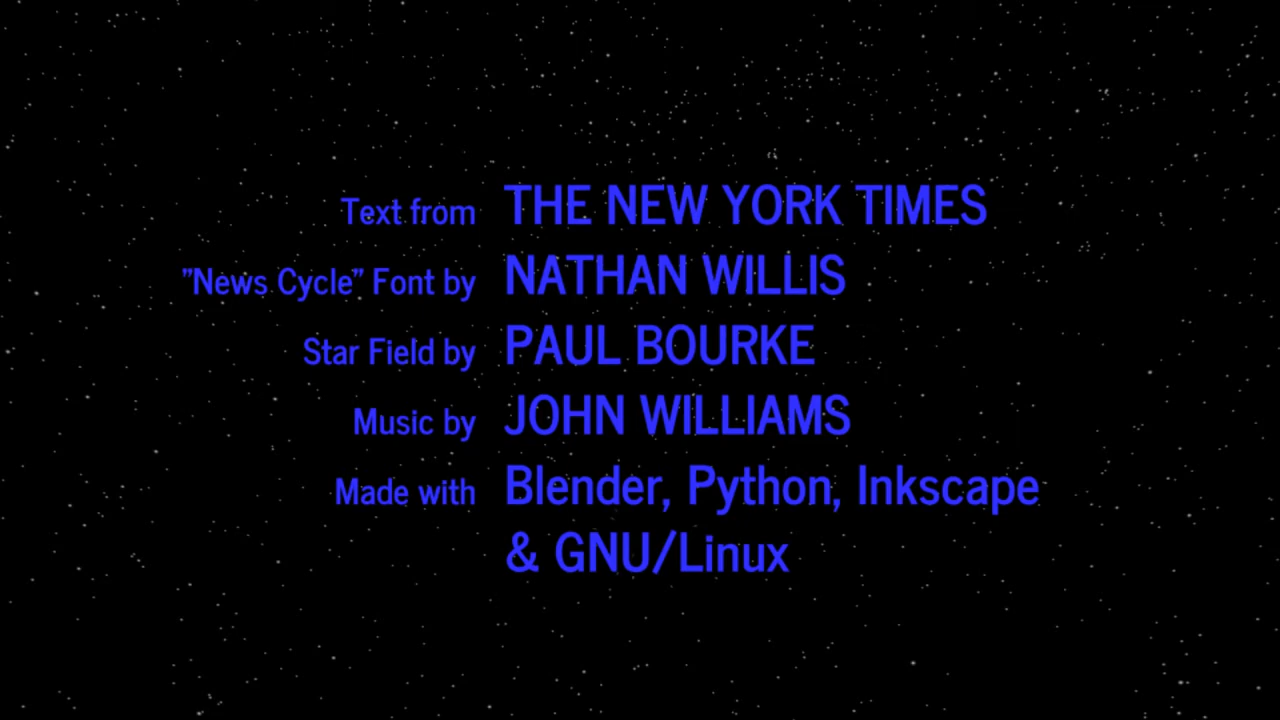 Text from THE NEW YORK TIMES
"News Cycle" Font by NATHAN WILLIS
Star Field by PAUL BOURKE
Music by JOHN WILLIAMS
Made with Blender, Python, Inkscape
& GNU/Linux